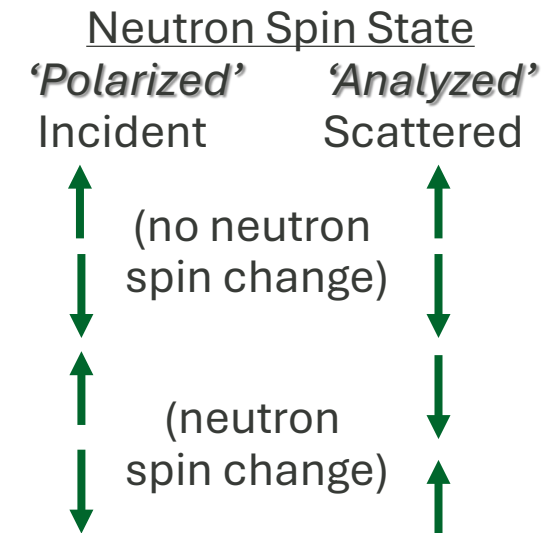 Neutron Spin State
‘Polarized’ ‘Analyzed’
Incident Scattered
(no neutron
spin change)
(neutron
spin change)